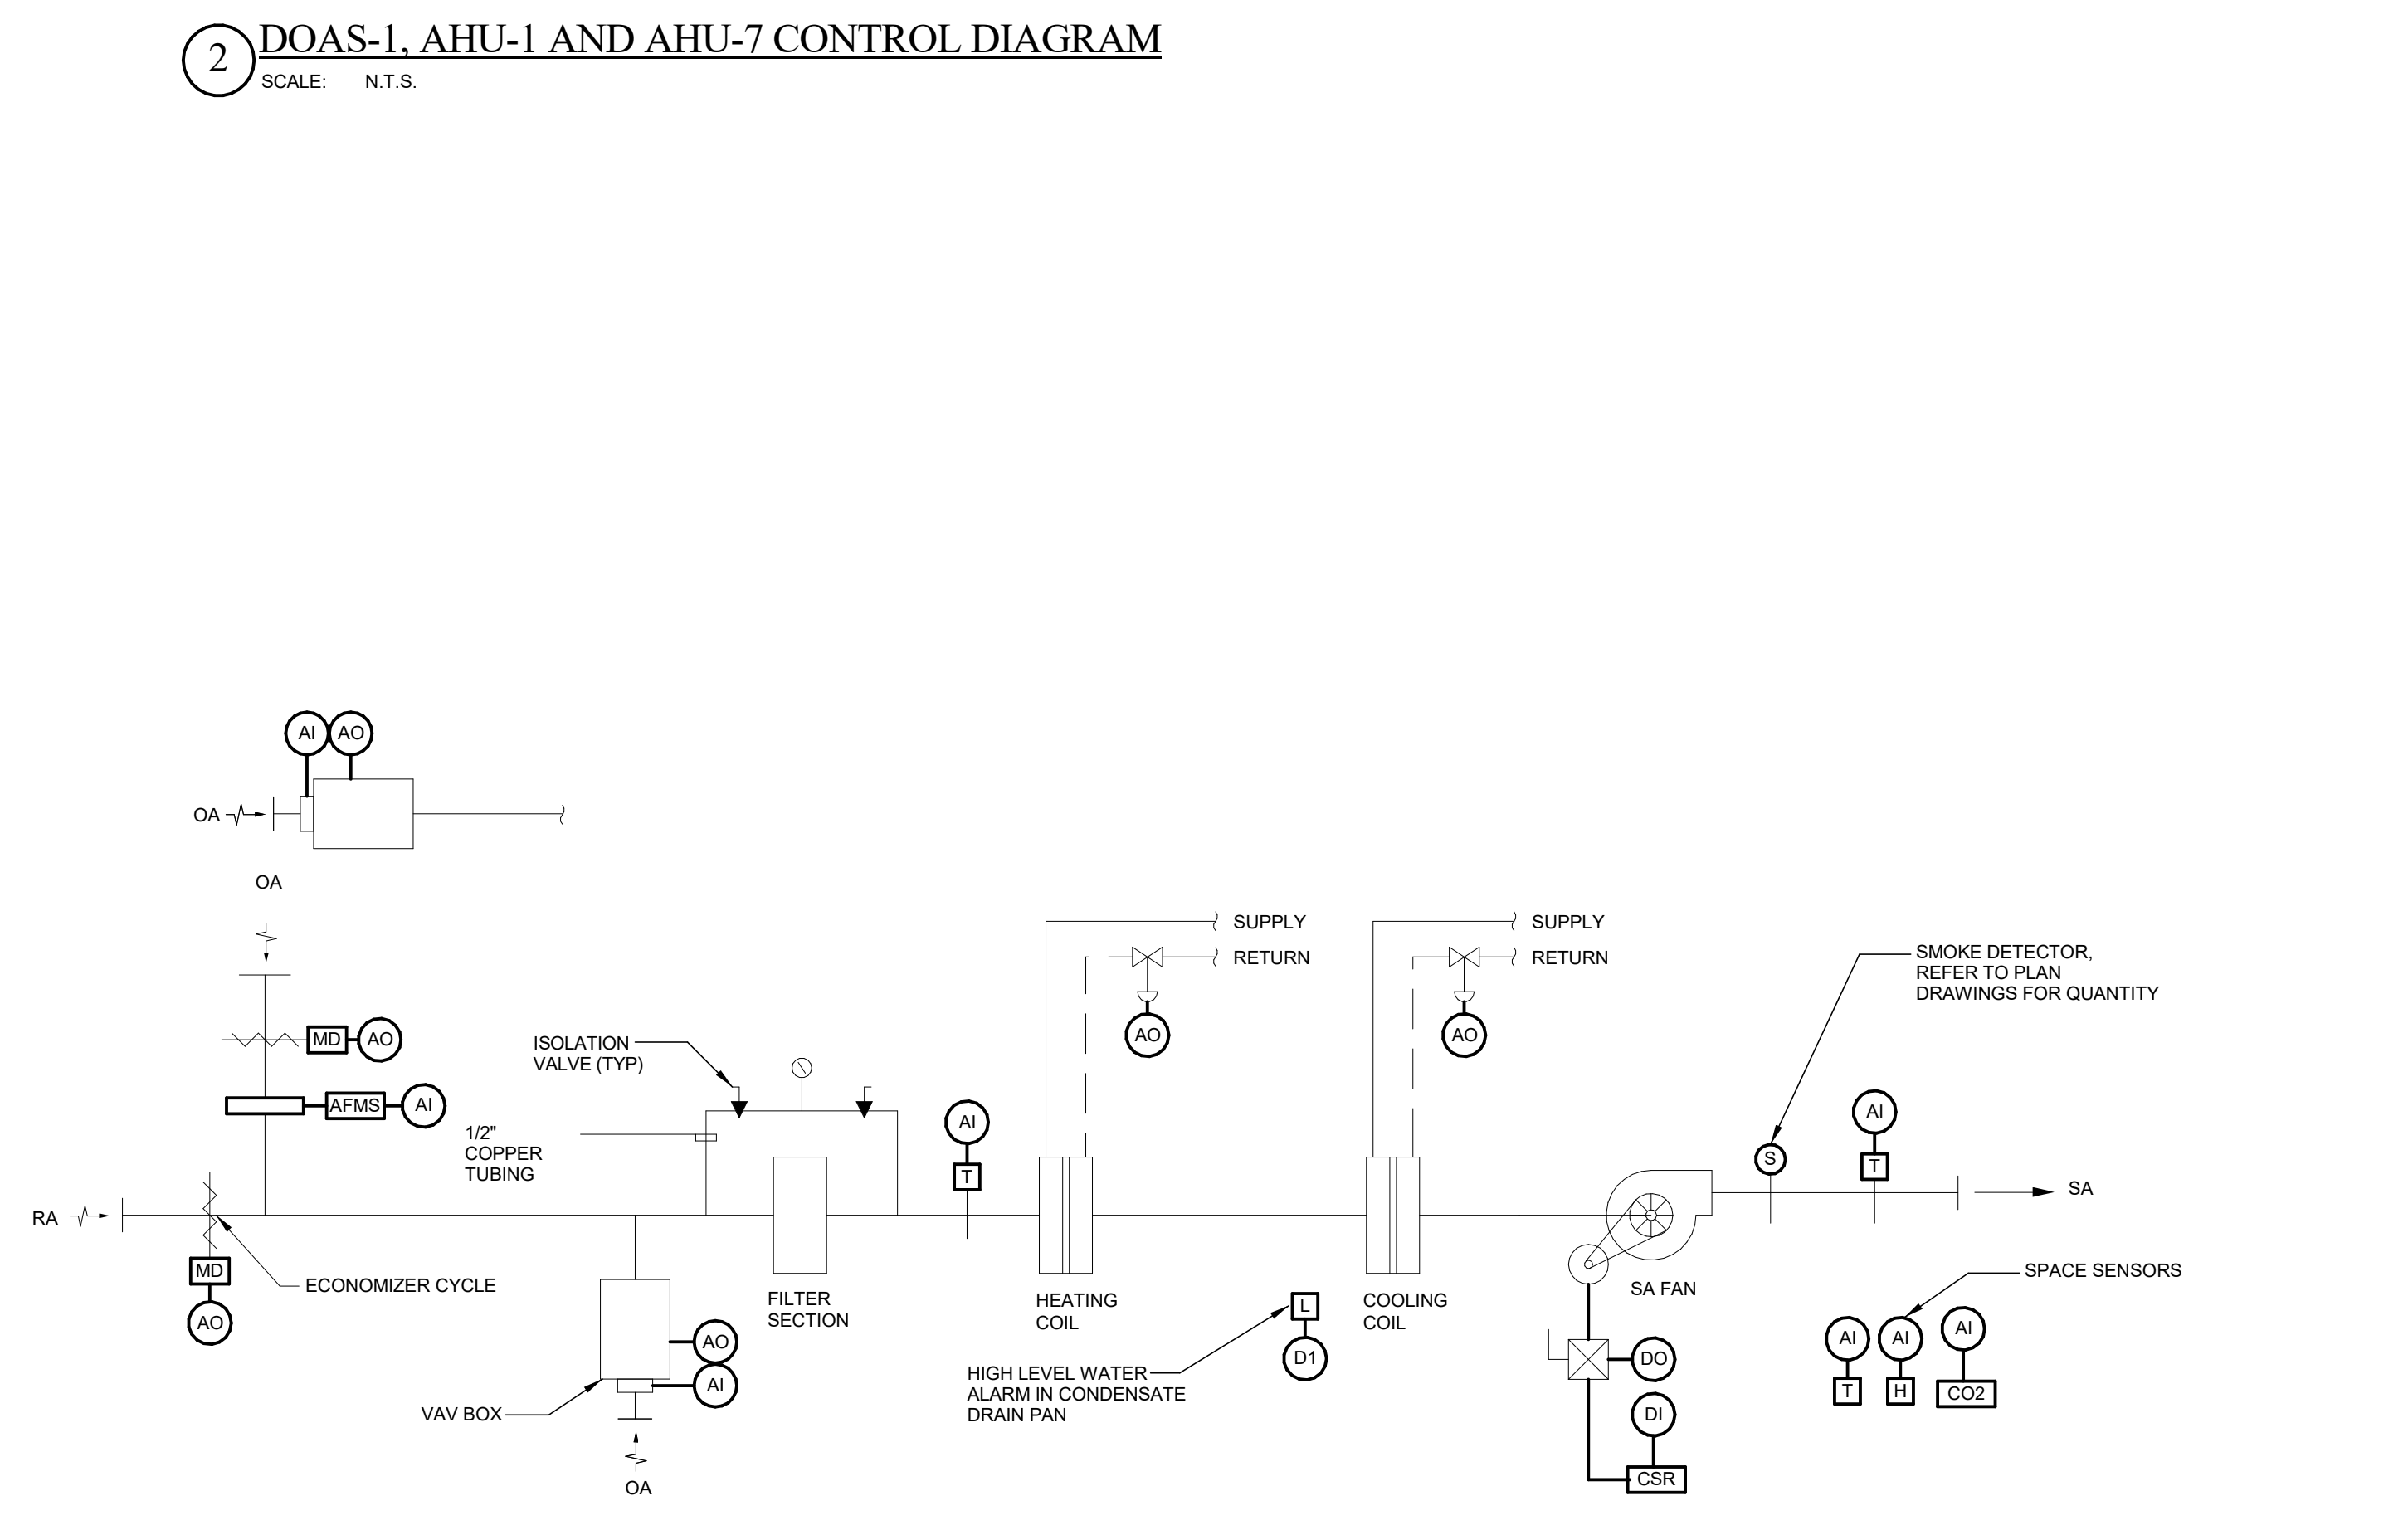 2
DOAS-1, AHU-1 AND AHU-7 CONTROL DIAGRAM
SCALE: N.T.S.
AI AO
OA
OA
SUPPLY
RETURN
AO
SUPPLY
RETURN
AO
SMOKE DETECTOR,
REFER TO PLAN
DRAWINGS FOR QUANTITY
MD AO
ISOLATION
VALVE (TYP)
AFMS AI
1/2"
COPPER
TUBING
AI
T
S
AI
T
SA
RA
MD
AO
ECONOMIZER CYCLE
FILTER
SECTION
HEATING
COIL
L
D1
COOLING
COIL
SA FAN
SPACE SENSORS
AI AI AI
T H CO2
AO
AI
VAV BOX
OA
HIGH LEVEL WATER
ALARM IN CONDENSATE
DRAIN PAN
DO
DI
CSR